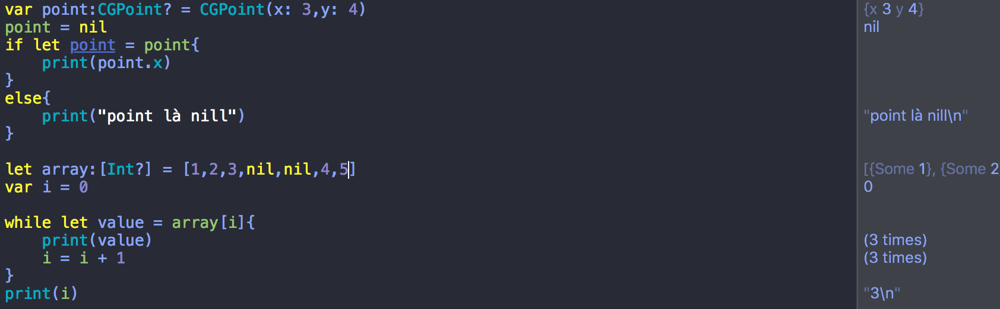 var point:CGPoint? = CGPoint(x: 3,y: 4)
{x 3 y 4}
point = nil
nil
if let point = point{
print(point.x)
}
else{
print("point là nill")
"point là nill\n"
}
let array:[Int?] = [1,2,3,nil,nil,4,5]
[{Some 1}, {Some 2}
var i = 0
0
while let value = array[i]{
print(value)
(3 times)
i = i + 1
(3 times)
}
print(i)
"3\n"